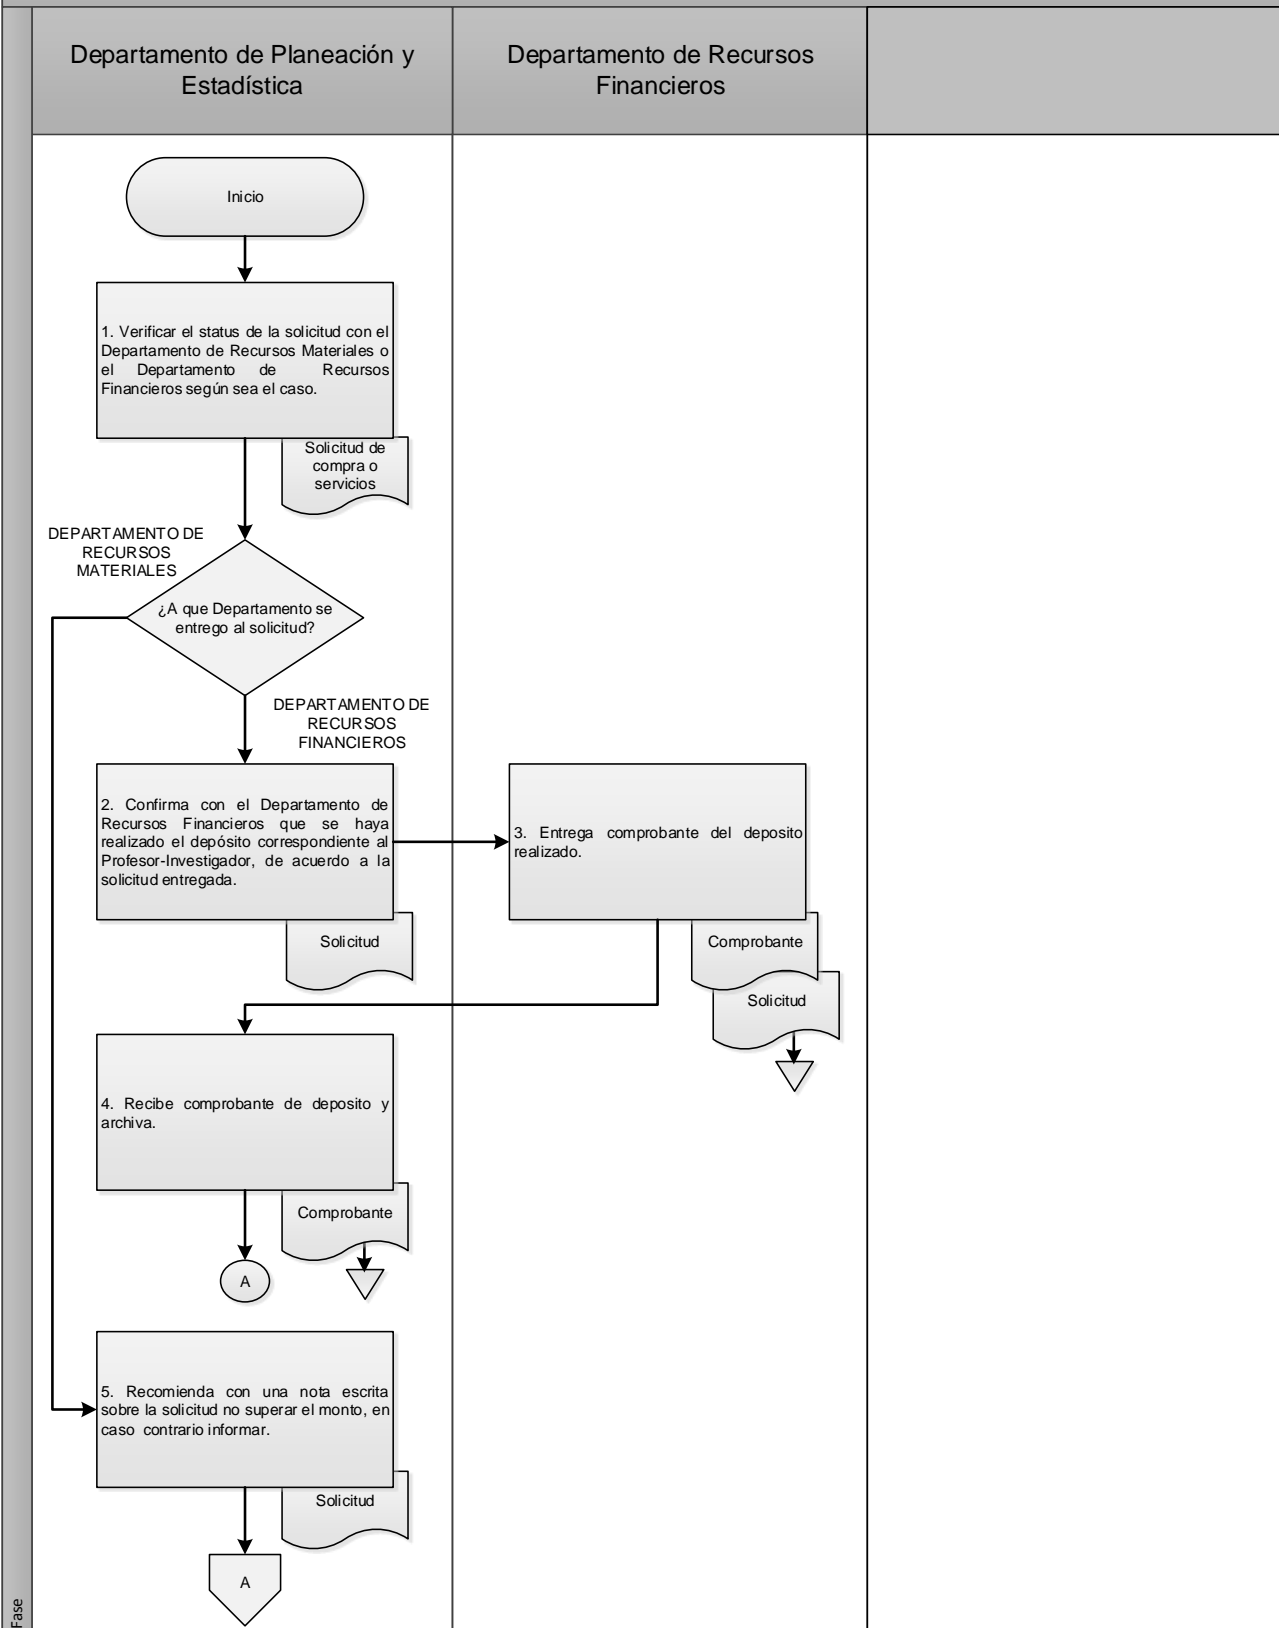 Departamento de Planeación y
Estadística
Departamento de Recursos
Financieros
Inicio
1. Verificar el status de la solicitud con el
Departamento de Recursos Materiales o
el Departamento de Recursos
Financieros según sea el caso.
Solicitud de
compra o
servicios
DEPARTAMENTO DE
RECURSOS
MATERIALES
¿A que Departamento se
entrego al solicitud?
DEPARTAMENTO DE
RECURSOS
FINANCIEROS
2. Confirma con el Departamento de
Recursos Financieros que se haya
realizado el depósito correspondiente al
Profesor-Investigador, de acuerdo a la
solicitud entregada.
Solicitud
3. Entrega comprobante del deposito
realizado.
Comprobante
Solicitud
4. Recibe comprobante de deposito y
archiva.
Comprobante
A
5. Recomienda con una nota escrita
sobre la solicitud no superar el monto, en
caso contrario informar.
Solicitud
A
Fase